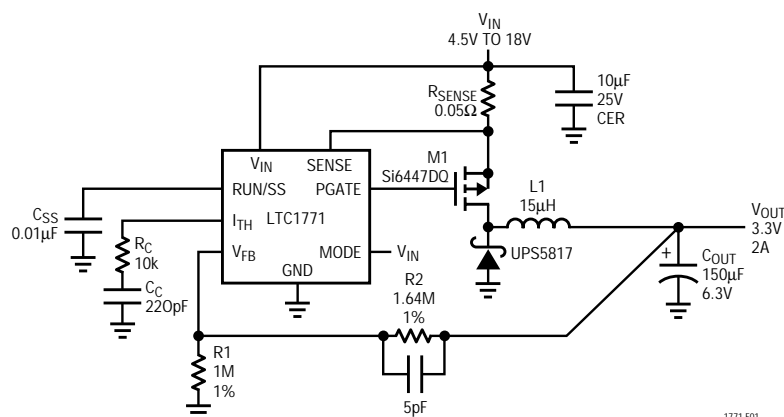 VIN
4.5V TO 18V
RSENSE
0.05Ω
10µF
25V
CER
M1
Si6447DQ
VIN
SENSE
RUN/SS
PGATE
ITH
LTC1771
VFB
MODE
VIN
GND
CSS
0.01µF
RC
10k
CC
220pF
L1
15µH
UPS5817
VOUT
3.3V
2A
+
COUT
150µF
6.3V
R2
1.64M
1%
5pF
R1
1M
1%
1771 F01